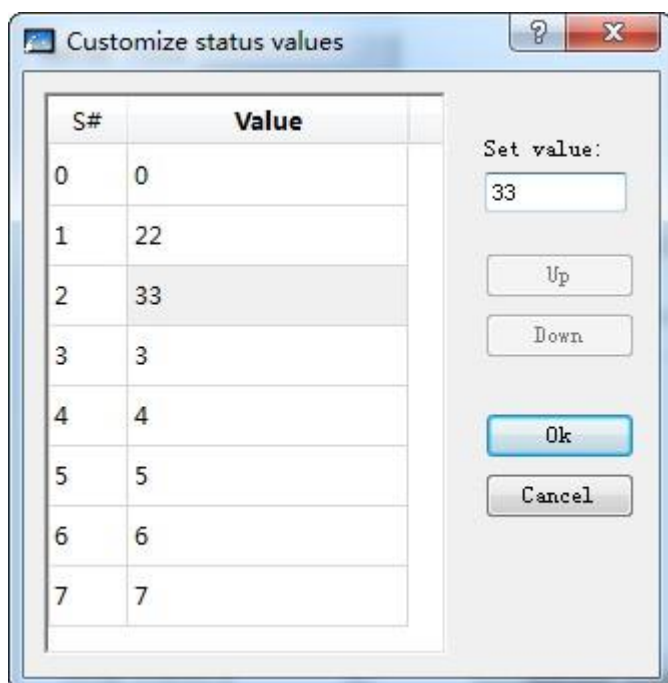 Customize status values
S# Value
0 0
1 22
2 33
3 3
4 4
5 5
6 6
7 7
Set value:
33
Up
Down
Ok
Cancel